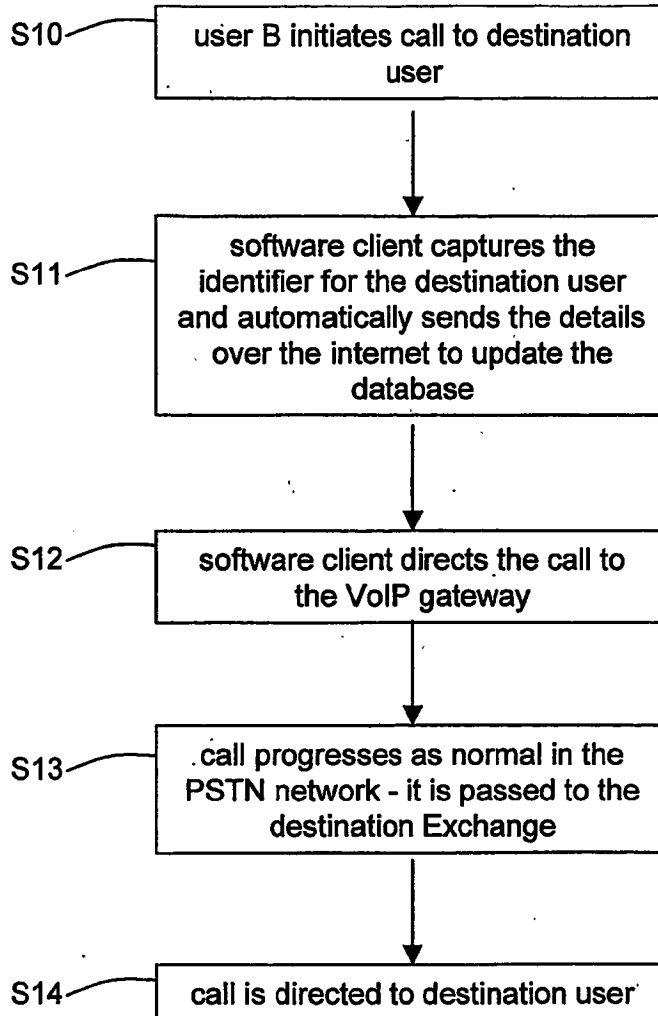 S10
user B initiates call to destination
user
S11
software client captures the
identifier for the destination user
and automatically sends the details
over the internet to update the
database
S12
software client directs the call to
the VoIP gateway
S13
call progresses as normal in the
PSTN network - it is passed to the
destination Exchange
S14
call is directed to destination user